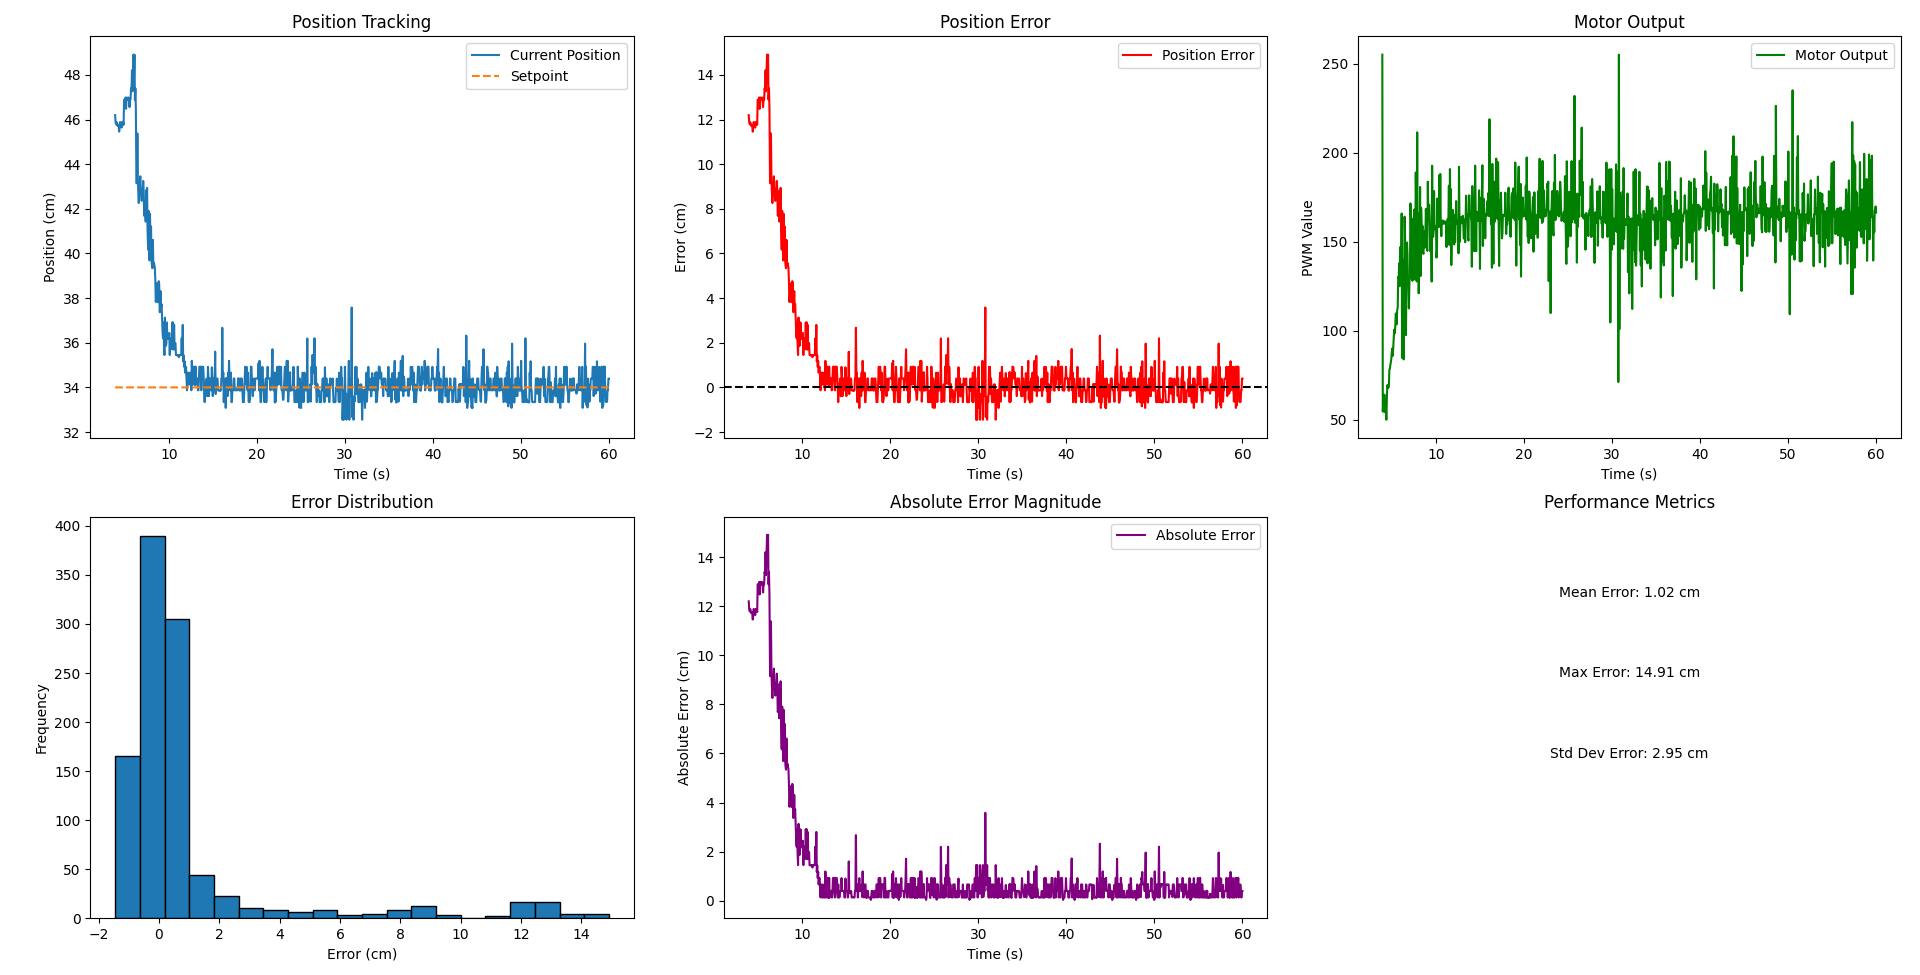 Position Tracking
Position (cm)
48
46
44
42
40
38
36
34
32
Current Position
Setpoint
10 20 30 40 50 60
Time (s)
Position Error
Error (cm)
14
12
10
8
6
4
2
0
−2
Position Error
10 20 30 40 50 60
Time (s)
Motor Output
PWM Value
250
200
150
100
50
Motor Output
10 20 30 40 50 60
Time (s)
Error Distribution
Frequency
400
350
300
250
200
150
100
50
0
−2 0 2 4 6 8 10 12 14
Error (cm)
Absolute Error Magnitude
Absolute Error (cm)
14
12
10
8
6
4
2
0
Absolute Error
10 20 30 40 50 60
Time (s)
Performance Metrics
Mean Error: 1.02 cm
Max Error: 14.91 cm
Std Dev Error: 2.95 cm